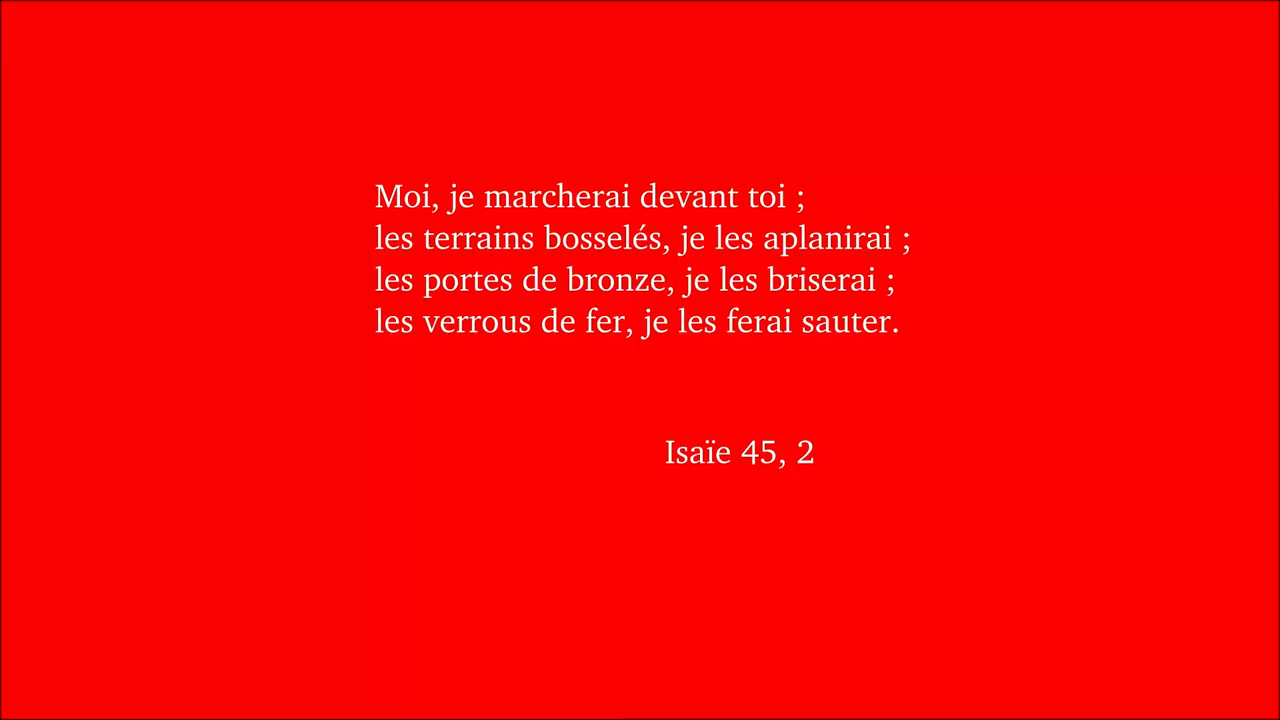 Moi, je marcherai devant toi ;
les terrains bosselés, je les aplanirai ;
les portes de bronze, je les briserai ;
les verrous de fer, je les ferai sauter.
Isaïe 45, 2